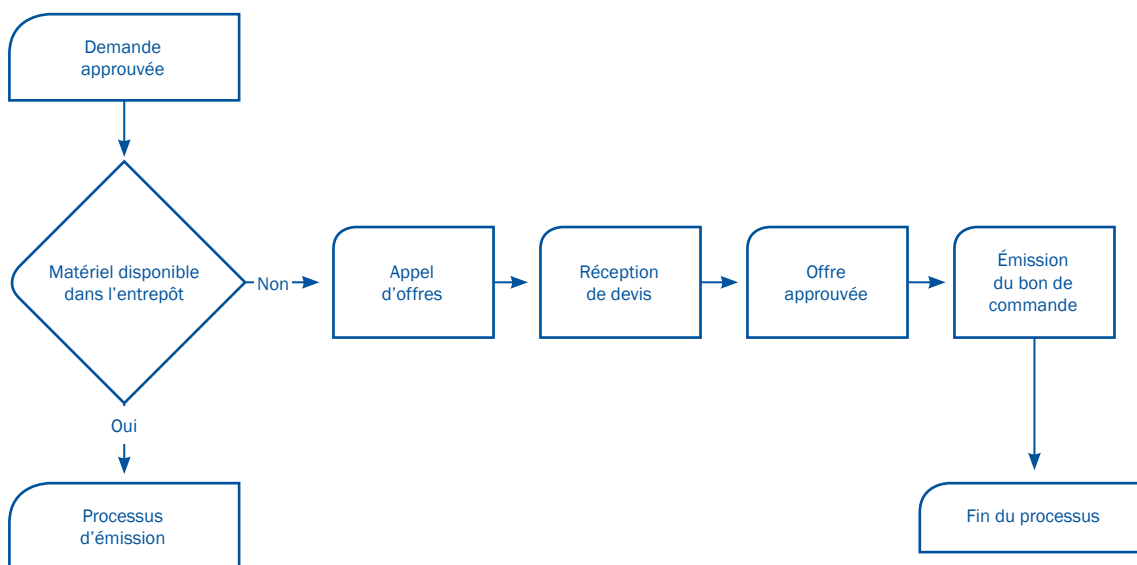 Demande
approuvée
Matériel disponible
dans l’entrepôt
Non
Appel
d’offres
Réception
de devis
Offre
approuvée
Émission
du bon de
commande
Oui
Processus
d’émission
Fin du processus